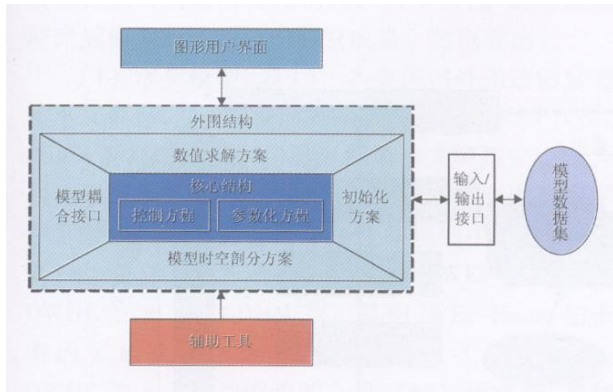 图形用户界面
外围结构
数值求解方案
模型耦
合接口
核心结构
控制方程
参数化方程
初始化
方案
模型时空剖分方案
输入/
输出
接口
模型数据集
辅助工具